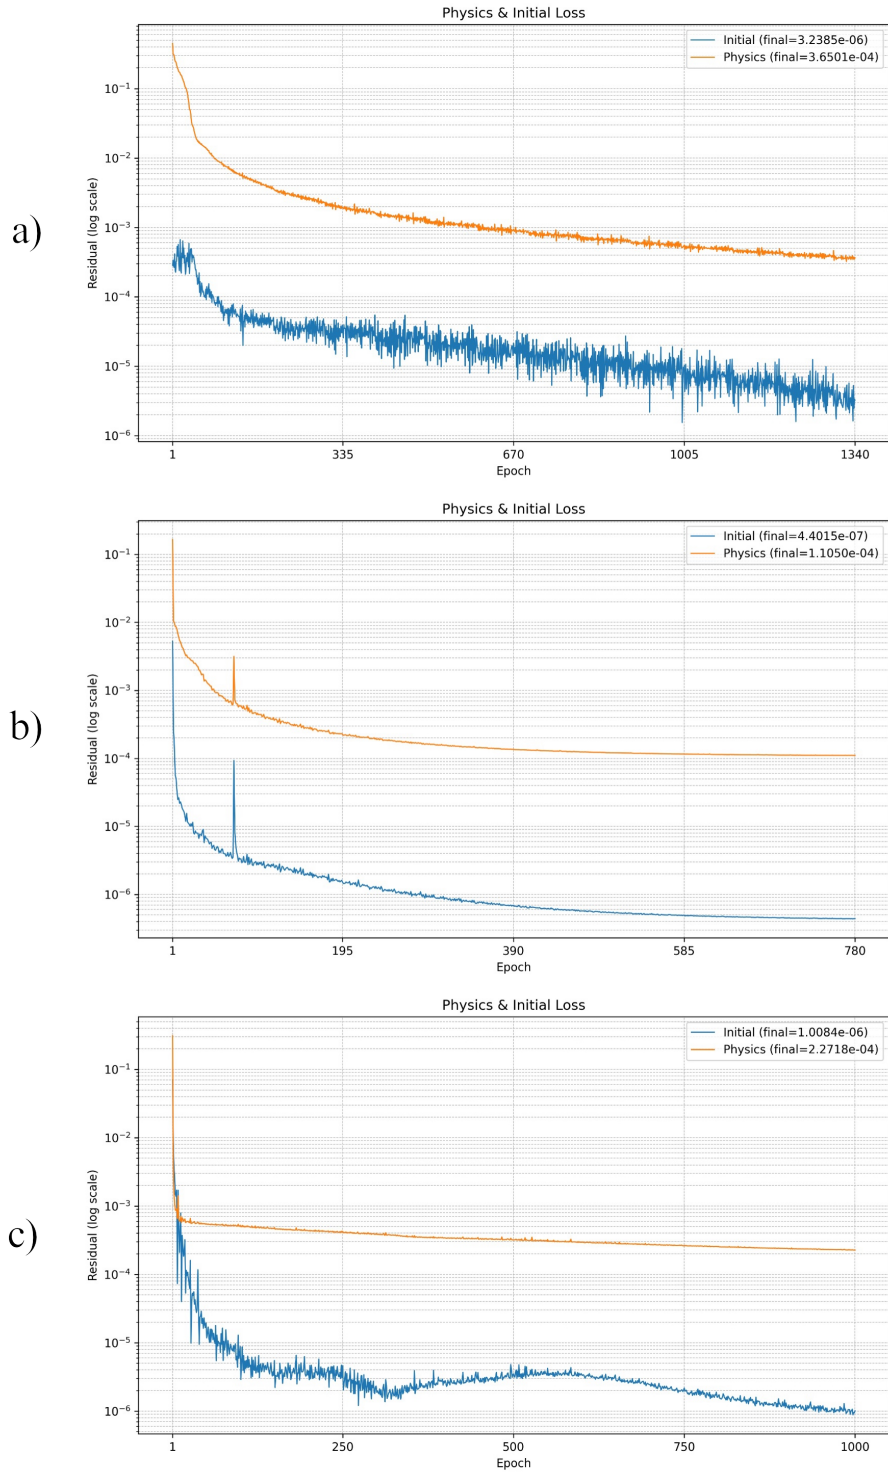 a)
Physics & Initial Loss
Residual (log scale)
10⁻¹
10⁻²
10⁻³
10⁻⁴
10⁻⁵
10⁻⁶
Initial (final=3.2385e-06)
Physics (final=3.6501e-04)
1 335 670 1005 1340
Epoch
b)
Physics & Initial Loss
Residual (log scale)
10⁻¹
10⁻²
10⁻³
10⁻⁴
10⁻⁵
10⁻⁶
Initial (final=4.4015e-07)
Physics (final=1.1050e-04)
1 195 390 585 780
Epoch
c)
Physics & Initial Loss
Residual (log scale)
10⁻¹
10⁻²
10⁻³
10⁻⁴
10⁻⁵
10⁻⁶
Initial (final=1.0084e-06)
Physics (final=2.2718e-04)
1 250 500 750 1000
Epoch